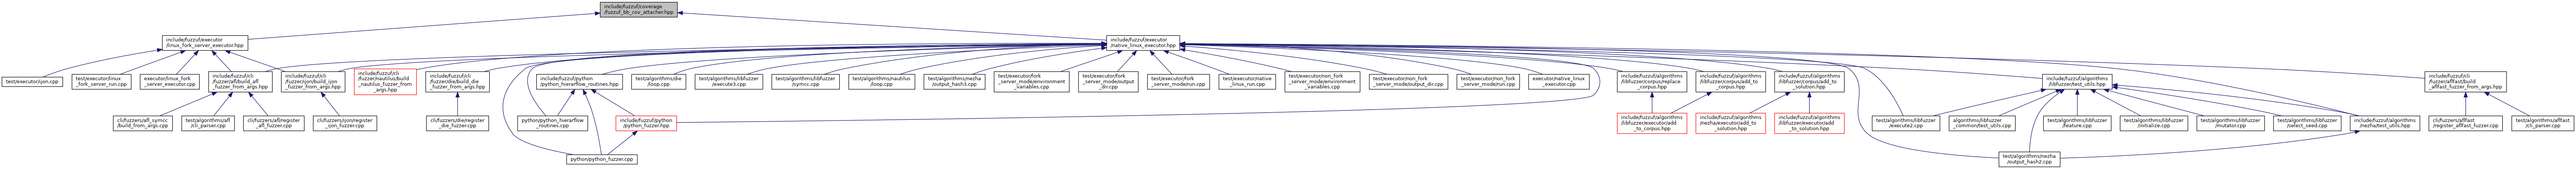 include/fuzzuf/coverage
/fuzzuf_bb_cov_attacher.hpp
include/fuzzuf/executor
/linux_fork_server_executor.hpp
include/fuzzuf/executor
/native_linux_executor.hpp
test/executor/ijon.cpp
test/executor/linux
_fork_server_run.cpp
executor/linux_fork
_server_executor.cpp
include/fuzzuf/cli
/fuzzer/afl/build_afl
_fuzzer_from_args.hpp
include/fuzzuf/cli
/fuzzer/ijon/build_ijon
_fuzzer_from_args.hpp
include/fuzzuf/cli
/fuzzer/nautilus/build
_nautilus_fuzzer_from
_args.hpp
include/fuzzuf/cli
/fuzzer/die/build_die
_fuzzer_from_args.hpp
include/fuzzuf/python
/python_hierarflow_routines.hpp
test/algorithms/die
/loop.cpp
test/algorithms/libfuzzer
/execute3.cpp
test/algorithms/libfuzzer
/symcc.cpp
test/algorithms/nautilus
/loop.cpp
test/algorithms/nezha
/output_hash3.cpp
test/executor/fork
_server_mode/environment
_variables.cpp
test/executor/fork
_server_mode/output
_dir.cpp
test/executor/fork
_server_mode/run.cpp
test/executor/native
_linux_run.cpp
test/executor/non_fork
_server_mode/environment
_variables.cpp
test/executor/non_fork
_server_mode/output_dir.cpp
test/executor/non_fork
_server_mode/run.cpp
executor/native_linux
_executor.cpp
include/fuzzuf/algorithms
/libfuzzer/corpus/replace
_corpus.hpp
include/fuzzuf/algorithms
/libfuzzer/corpus/add_to
_corpus.hpp
include/fuzzuf/algorithms
/libfuzzer/corpus/add_to
_solution.hpp
include/fuzzuf/algorithms
/libfuzzer/test_utils.hpp
include/fuzzuf/cli
/fuzzer/aflfast/build
_aflfast_fuzzer_from_args.hpp
cli/fuzzers/afl_symcc
/build_from_args.cpp
test/algorithms/afl
/cli_parser.cpp
cli/fuzzers/afl/register
_afl_fuzzer.cpp
cli/fuzzers/ijon/register
_ijon_fuzzer.cpp
cli/fuzzers/die/register
_die_fuzzer.cpp
python/python_hierarflow
_routines.cpp
include/fuzzuf/python
/python_fuzzer.hpp
include/fuzzuf/algorithms
/libfuzzer/executor/add
_to_corpus.hpp
include/fuzzuf/algorithms
/nezha/executor/add_to
_solution.hpp
include/fuzzuf/algorithms
/libfuzzer/executor/add
_to_solution.hpp
test/algorithms/libfuzzer
/execute2.cpp
algorithms/libfuzzer
_common/test_utils.cpp
test/algorithms/libfuzzer
/feature.cpp
test/algorithms/libfuzzer
/initialize.cpp
test/algorithms/libfuzzer
/mutator.cpp
test/algorithms/libfuzzer
/select_seed.cpp
include/fuzzuf/algorithms
/nezha/test_utils.hpp
cli/fuzzers/aflfast
/register_aflfast_fuzzer.cpp
test/algorithms/aflfast
/cli_parser.cpp
python/python_fuzzer.cpp
test/algorithms/nezha
/output_hash2.cpp